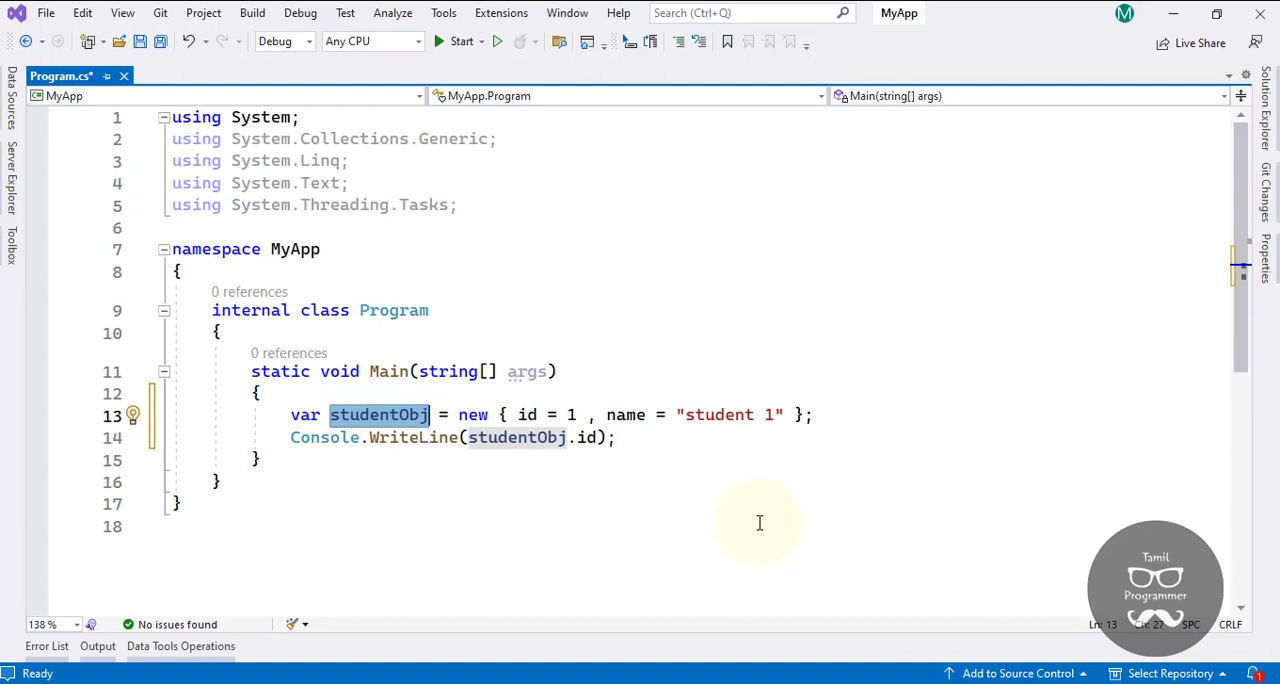 File Edit View Git Project Build Debug Test Analyze Tools Extensions Window Help Search (Ctrl+Q) MyApp M
Debug Any CPU Start Live Share
Program.cs*
MyApp MyApp.Program Main(string[] args)
Data Sources
Server Explorer
Toolbox
1 using System;
2 using System.Collections.Generic;
3 using System.Linq;
4 using System.Text;
5 using System.Threading.Tasks;
6
7 namespace MyApp
8 {
0 references
9 internal class Program
10 {
0 references
11 static void Main(string[] args)
12 {
13 var studentObj = new { id = 1 , name = "student 1" };
14 Console.WriteLine(studentObj.id);
15 }
16 }
17 }
18
Solution Explorer
Git Changes
Properties
Tamil
Programmer
138 % No issues found Ln: 13 Ch: 27 SPC CRLF
Error List Output Data Tools Operations
Ready Add to Source Control Select Repository 1